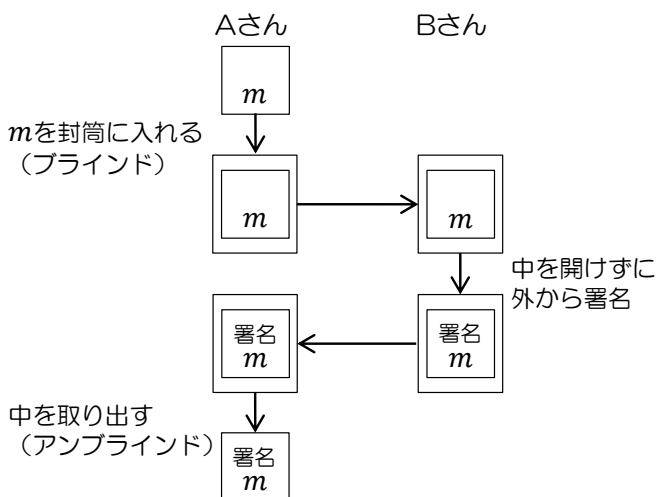 Aさん
Bさん
m
mを封筒に入れる
（ブラインド）
m
m
中を開けずに
外から署名
署名
m
署名
m
中を取り出す
（アンブラインド）
署名
m